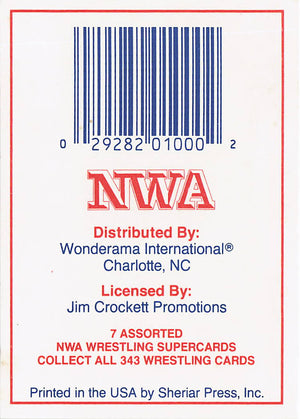 0 29282 01000 2
NWA
Distributed By:
Wonderama International®
Charlotte, NC
Licensed By:
Jim Crockett Promotions
7 ASSORTED
NWA WRESTLING SUPERCARDS
COLLECT ALL 343 WRESTLING CARDS
Printed in the USA by Sheriar Press, Inc.